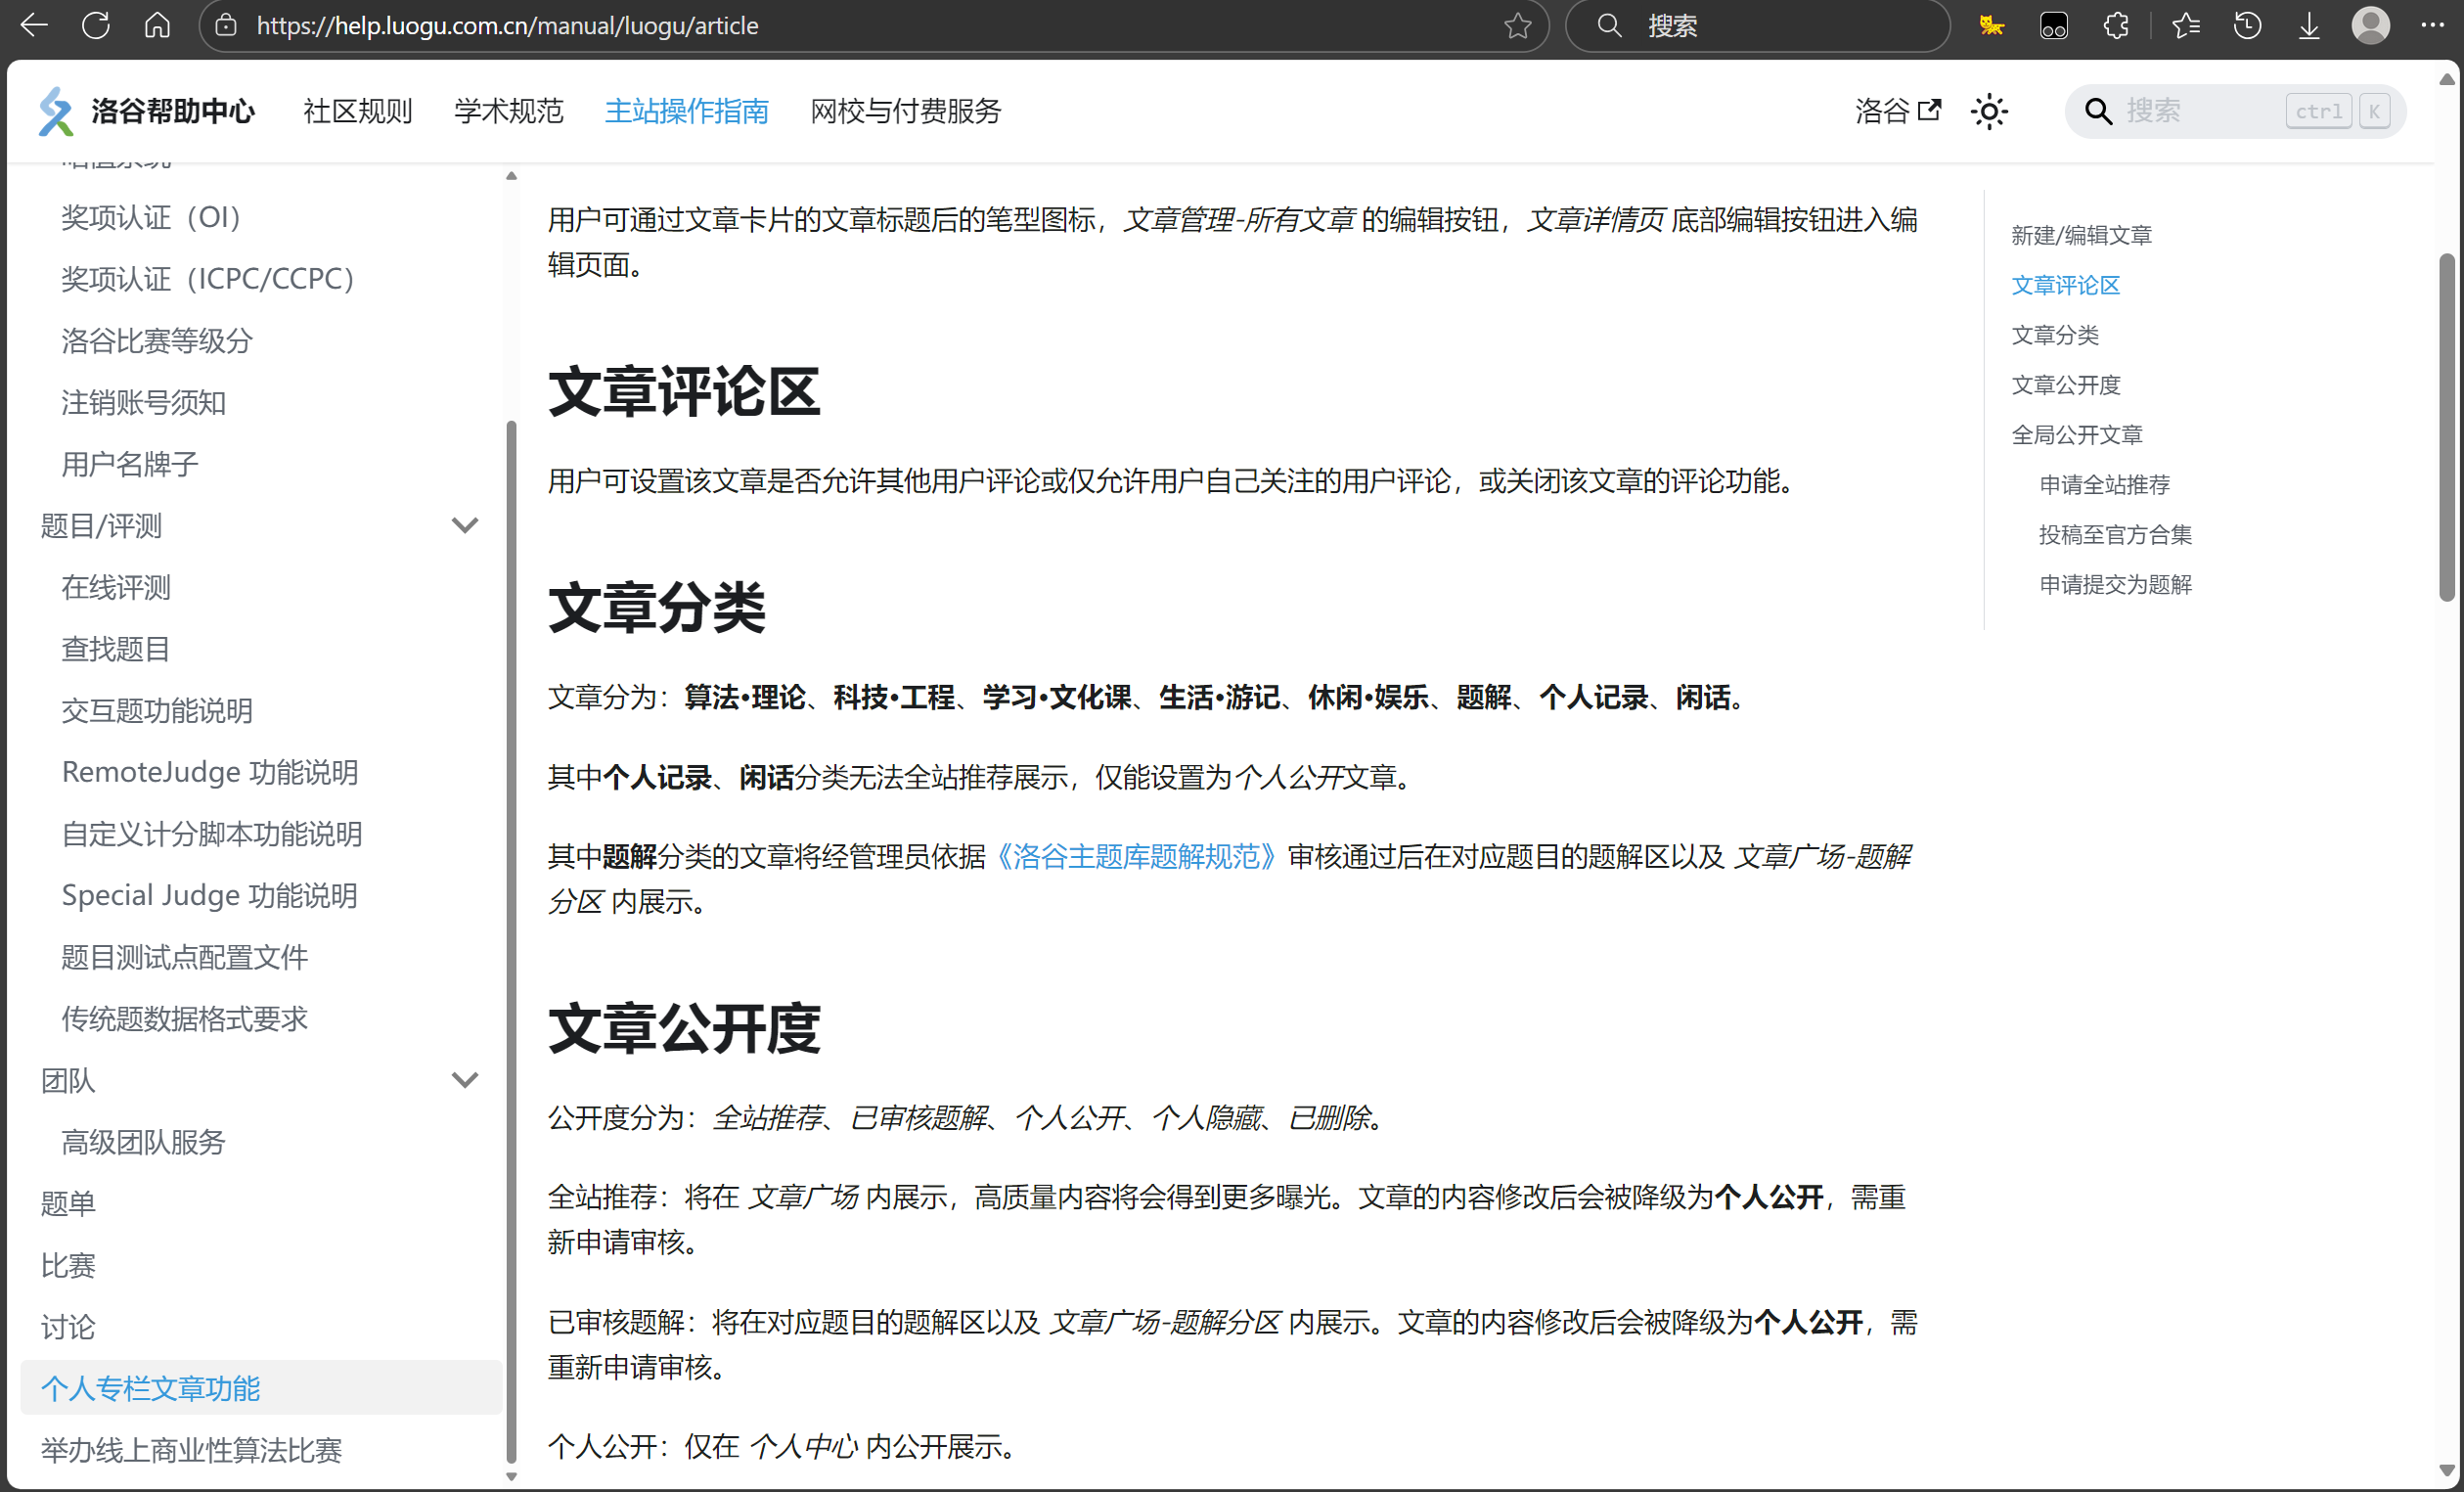 https://help.luogu.com.cn/manual/luogu/article
搜索
洛谷帮助中心
社区规则
学术规范
主站操作指南
网校与付费服务
洛谷
搜索
ctrl
K
奖项认证（OI）
奖项认证（ICPC/CCPC）
洛谷比赛等级分
注销账号须知
用户名牌子
题目/评测
在线评测
查找题目
交互题功能说明
RemoteJudge 功能说明
自定义计分脚本功能说明
Special Judge 功能说明
题目测试点配置文件
传统题数据格式要求
团队
高级团队服务
题单
比赛
讨论
个人专栏文章功能
举办线上商业性算法比赛
用户可通过文章卡片的文章标题后的笔型图标，文章管理-所有文章 的编辑按钮，文章详情页 底部编辑按钮进入编
辑页面。
文章评论区
用户可设置该文章是否允许其他用户评论或仅允许用户自己关注的用户评论，或关闭该文章的评论功能。
文章分类
文章分为：算法•理论、科技•工程、学习•文化课、生活•游记、休闲•娱乐、题解、个人记录、闲话。
其中个人记录、闲话分类无法全站推荐展示，仅能设置为个人公开文章。
其中题解分类的文章将经管理员依据《洛谷主题库题解规范》审核通过后在对应题目的题解区以及 文章广场-题解
分区 内展示。
文章公开度
公开度分为：全站推荐、已审核题解、个人公开、个人隐藏、已删除。
全站推荐：将在 文章广场 内展示，高质量内容将会得到更多曝光。文章的内容修改后会被降级为个人公开，需重
新申请审核。
已审核题解：将在对应题目的题解区以及 文章广场-题解分区 内展示。文章的内容修改后会被降级为个人公开，需
重新申请审核。
个人公开：仅在 个人中心 内公开展示。
新建/编辑文章
文章评论区
文章分类
文章公开度
全局公开文章
申请全站推荐
投稿至官方合集
申请提交为题解